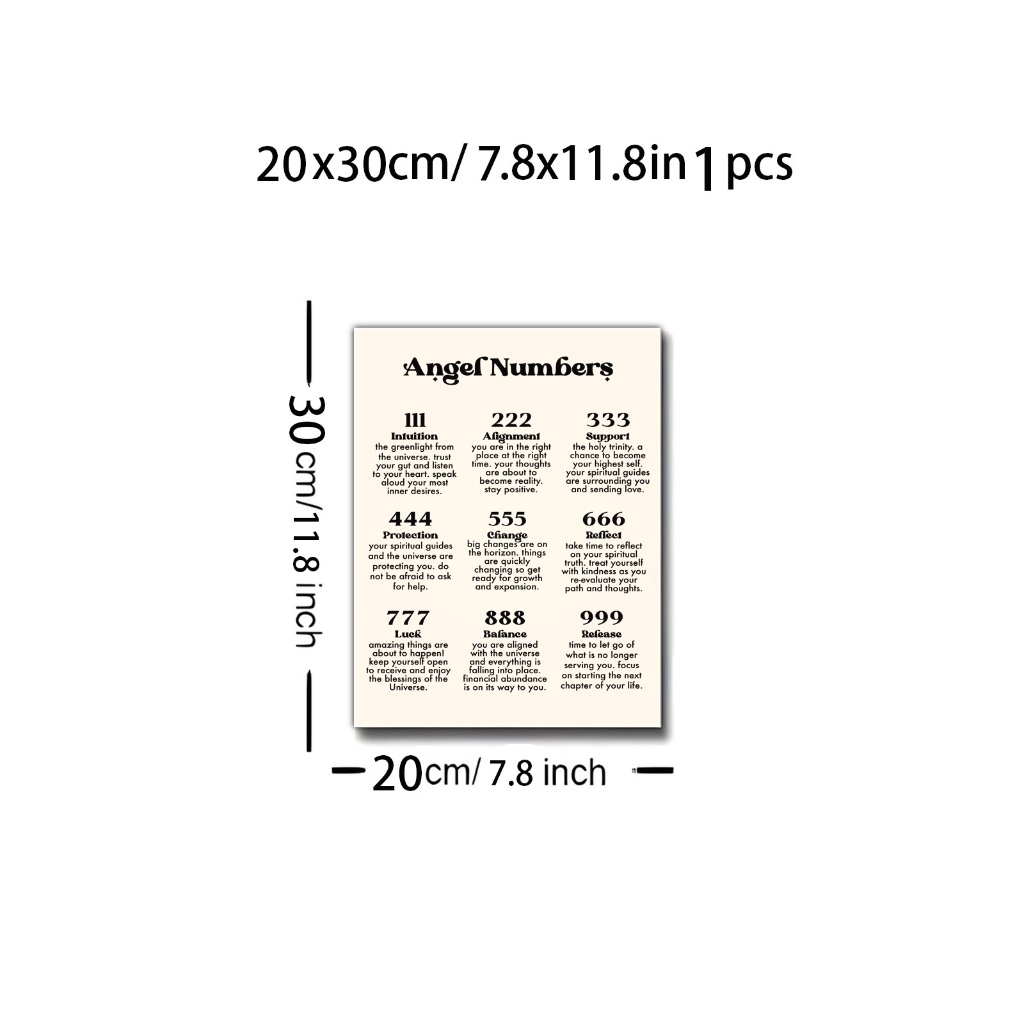 20x30cm/ 7.8x11.8in 1 pcs
30 cm/11.8 inch
Angel Numbers
111
Intuition
the greenlight from
the universe. trust
your gut and listen
to your heart. speak
aloud your most
inner desires.
222
Alignment
you are in the right
place at the right
time. your thoughts
are about to
become reality.
stay positive.
333
Support
the holy trinity. a
chance to become
your highest self.
your spiritual guides
are surrounding you
and sending love.
444
Protection
your spiritual guides
and the universe are
protecting you. do
not be afraid to ask
for help.
555
Change
big changes are on
the horizon. things
are quickly
changing so get
ready for growth
and expansion.
666
Reflect
take time to reflect
on your spiritual
truth. treat yourself
with kindness as you
re-evaluate your
path and thoughts.
777
Luck
amazing things are
about to happen!
keep yourself open
to receive and enjoy
the blessings of the
Universe.
888
Balance
you are aligned
with the universe
and everything is
falling into place.
financial abundance
is on its way to you.
999
Release
time to let go of
what is no longer
serving you. focus
on starting the next
chapter of your life.
20cm/ 7.8 inch